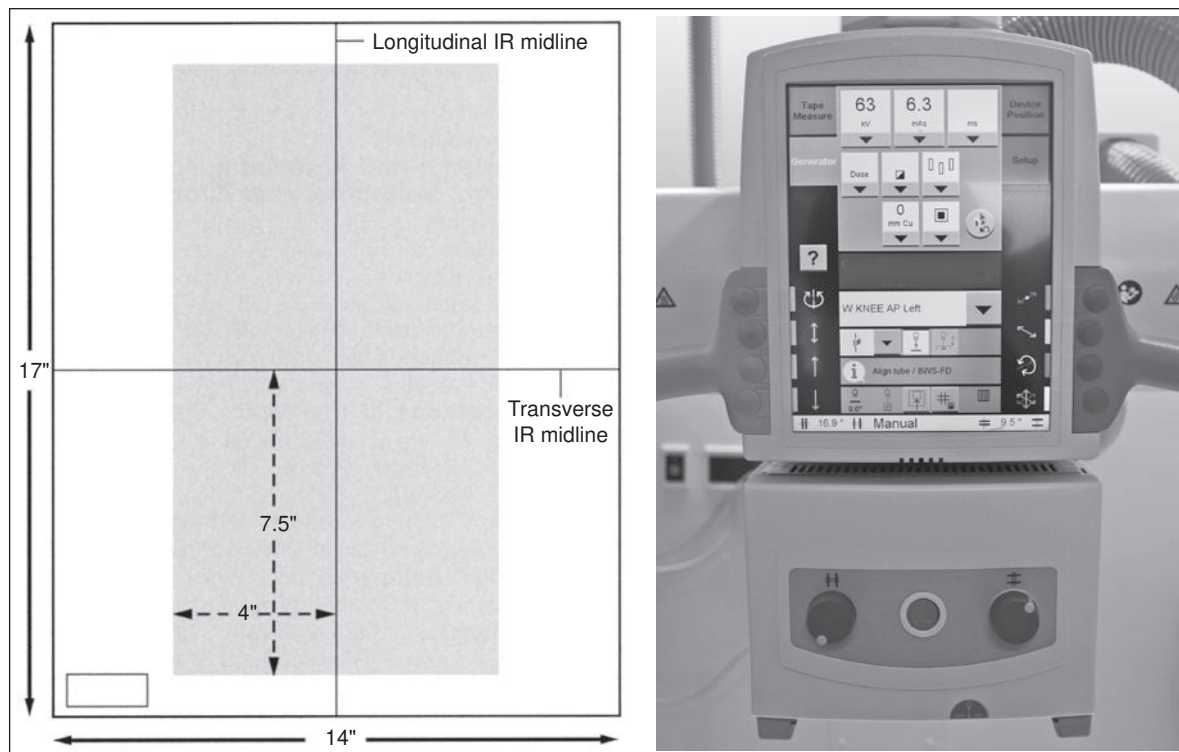 Longitudinal IR midline
17"
Transverse
IR midline
7.5"
4"
14"
Tape
Measure
63
kV
6.3
mAs
ms
Device
Position
Generator
Setup
Dose
0
mm Cu
?
W KNEE AP Left
i
Align tube / BWS-FD
0.0°
16.9 "
Manual
9.5 "